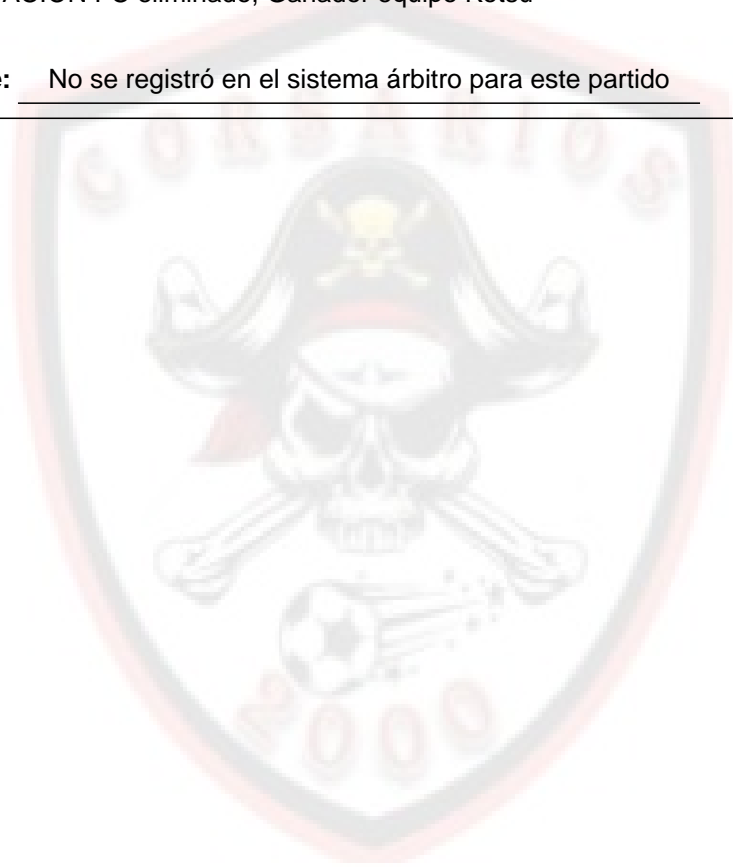 eliminado, Ganador equipo
: No se registró en el sistema árbitro para este partido
CORSARIOS
2000